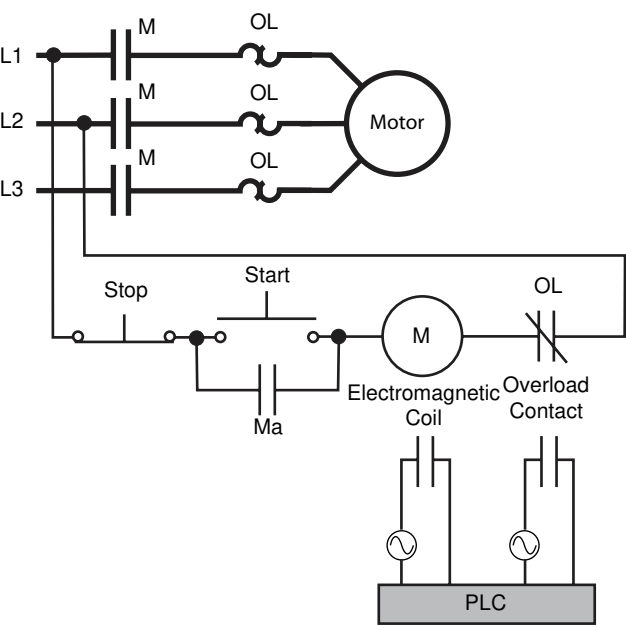 M
OL
L1
M
OL
L2
Motor
M
OL
L3
Start
Stop
OL
M
Electromagnetic
Coil
Overload
Contact
Ma
PLC